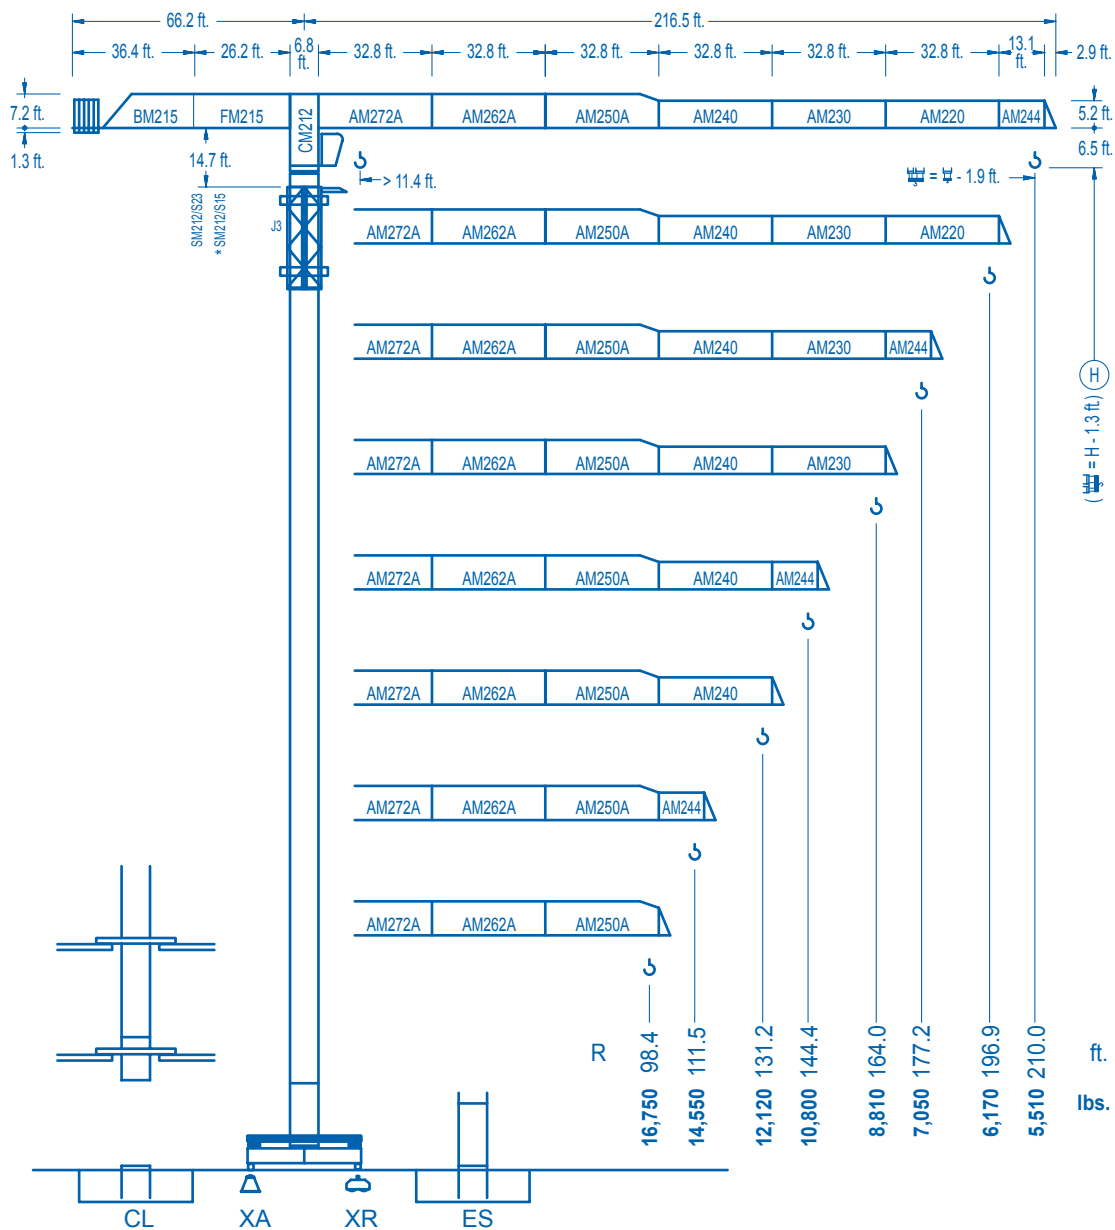 66.2 ft. 216.5 ft.
36.4 ft. 26.2 ft. 6.8 ft. 32.8 ft. 32.8 ft. 32.8 ft. 32.8 ft. 32.8 ft. 32.8 ft. 13.1 ft. 2.9 ft.
7.2 ft. BM215 FM215 CM212 AM272A AM262A AM250A AM240 AM230 AM220 AM244 5.2 ft.
1.3 ft. 14.7 ft. 6.5 ft.
> 11.4 ft. = - 1.9 ft.
SM212/S23
* SM212/S15
J3
AM272A AM262A AM250A AM240 AM230 AM220
AM272A AM262A AM250A AM240 AM230 AM244
H
( = H - 1.3 ft.)
AM272A AM262A AM250A AM240 AM230
AM272A AM262A AM250A AM240 AM244
AM272A AM262A AM250A AM240
AM272A AM262A AM250A AM244
AM272A AM262A AM250A
R 98.4 111.5 131.2 144.4 164.0 177.2 196.9 210.0 ft.
16,750 14,550 12,120 10,800 8,810 7,050 6,170 5,510 lbs.
CL XA XR ES